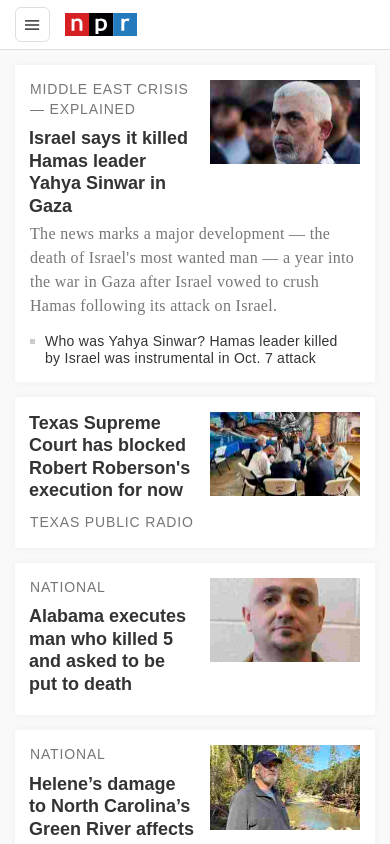 npr
MIDDLE EAST CRISIS
— EXPLAINED
Israel says it killed
Hamas leader
Yahya Sinwar in
Gaza
The news marks a major development — the
death of Israel's most wanted man — a year into
the war in Gaza after Israel vowed to crush
Hamas following its attack on Israel.
Who was Yahya Sinwar? Hamas leader killed
by Israel was instrumental in Oct. 7 attack
Texas Supreme
Court has blocked
Robert Roberson's
execution for now
TEXAS PUBLIC RADIO
NATIONAL
Alabama executes
man who killed 5
and asked to be
put to death
NATIONAL
Helene’s damage
to North Carolina’s
Green River affects